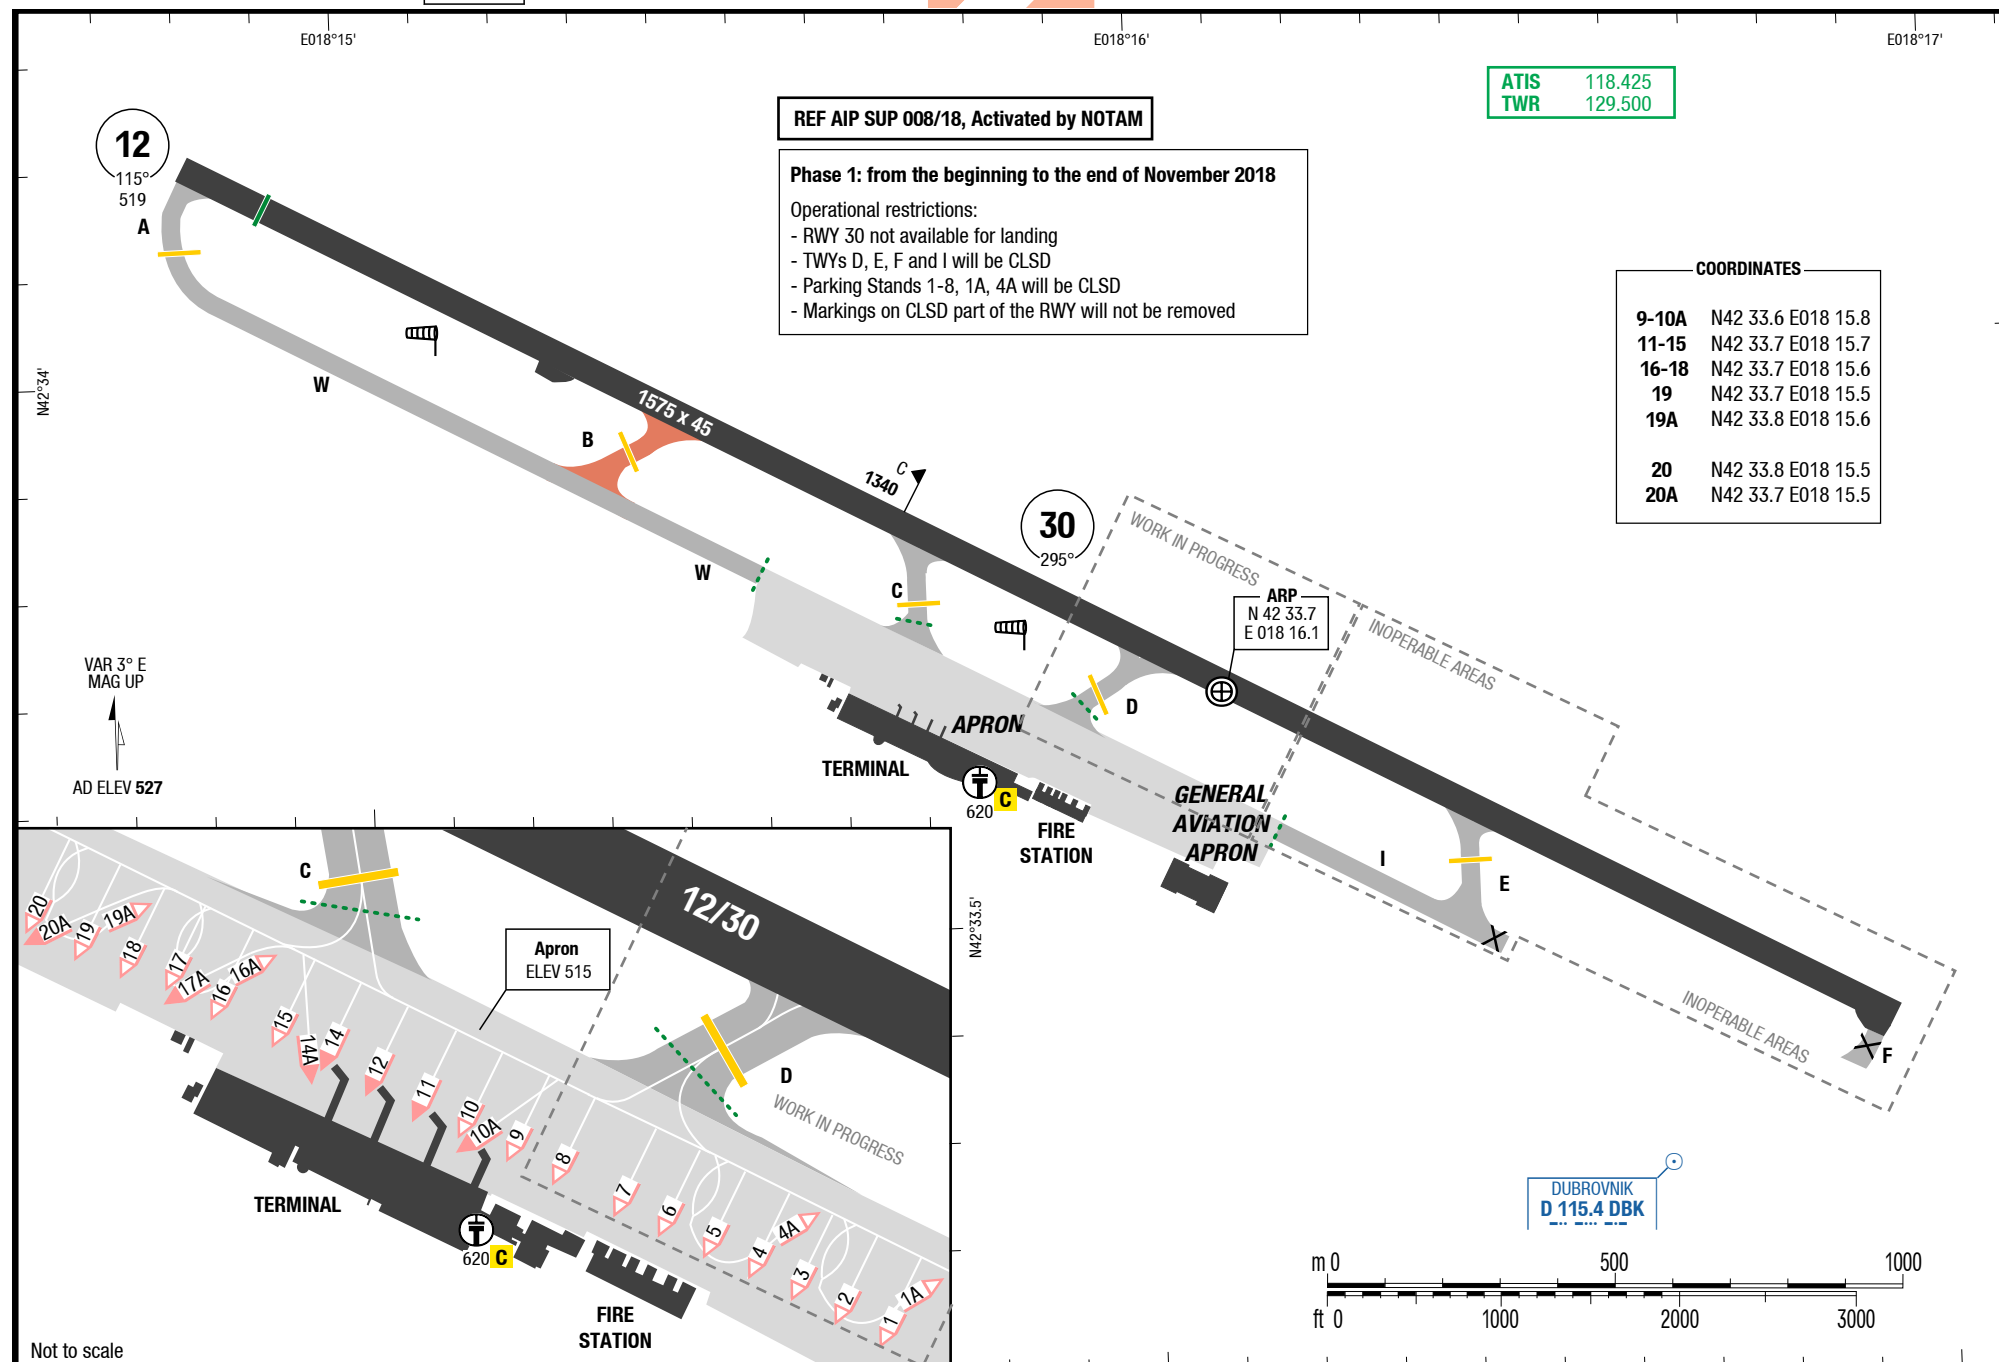 E018°15'
E018°16'
E018°17'
ATIS 118.425
TWR 129.500
REF AIP SUP 008/18, Activated by NOTAM
Phase 1: from the beginning to the end of November 2018
Operational restrictions:
- RWY 30 not available for landing
- TWYs D, E, F and I will be CLSD
- Parking Stands 1-8, 1A, 4A will be CLSD
- Markings on CLSD part of the RWY will not be removed
12
115°
519
A
COORDINATES
9-10A N42 33.6 E018 15.8
11-15 N42 33.7 E018 15.7
16-18 N42 33.7 E018 15.6
19 N42 33.7 E018 15.5
19A N42 33.8 E018 15.6
20 N42 33.8 E018 15.5
20A N42 33.7 E018 15.5
N42°34'
W
1575 x 45
B
C
1340
30
295°
WORK IN PROGRESS
W
C
ARP
N 42 33.7
E 018 16.1
INOPERABLE AREAS
VAR 3° E
MAG UP
AD ELEV 527
D
APRON
TERMINAL
620 C
FIRE
STATION
GENERAL
AVIATION
APRON
I
E
INOPERABLE AREAS
F
C
12/30
N42°33.5'
Apron
ELEV 515
20
20A
19
19A
18
17
17A
16
16A
15
14A
14
12
11
10
10A
9
8
7
6
5
4
4A
3
2
1
1A
D
WORK IN PROGRESS
TERMINAL
620 C
FIRE
STATION
Not to scale
DUBROVNIK
D 115.4 DBK
m 0 500 1000
ft 0 1000 2000 3000